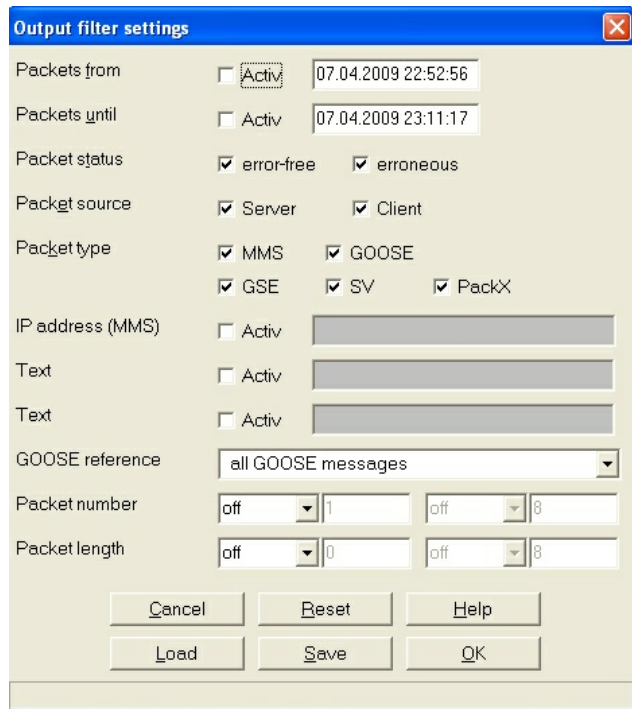 Output filter settings
Packets from Activ 07.04.2009 22:52:56
Packets until Activ 07.04.2009 23:11:17
Packet status error-free erroneous
Packet source Server Client
Packet type MMS GOOSE
GSE SV PackX
IP address (MMS) Activ
Text Activ
Text Activ
GOOSE reference all GOOSE messages
Packet number off 1 off 8
Packet length off 0 off 8
Cancel Reset Help
Load Save OK